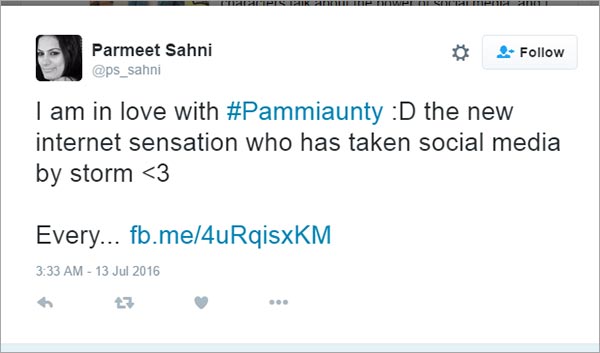 characters talk about the power of social media, and
Parmeet Sahni
@ps_sahni
Follow
I am in love with #Pammiaunty :D the new
internet sensation who has taken social media
by storm <3
Every... fb.me/4uRqisxKM
3:33 AM - 13 Jul 2016